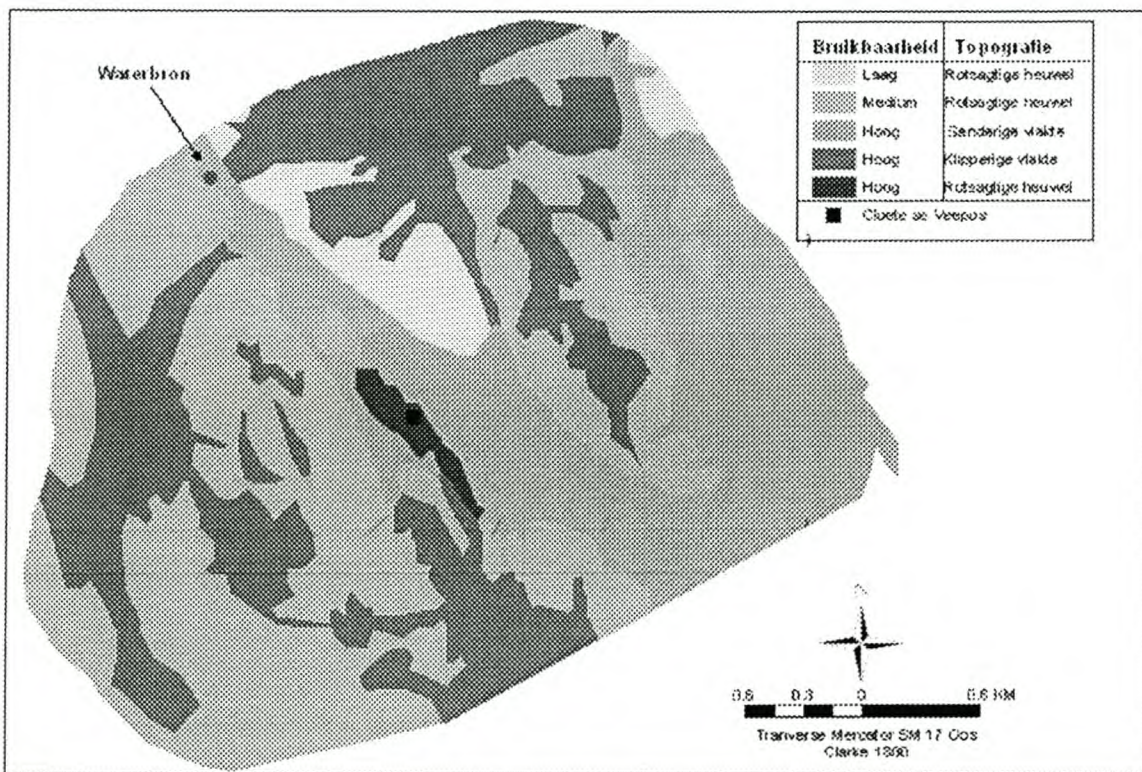 Waterbron
Bruikbaarheid Topografie
Laag Rotsagtige heuwel
Medium Rotsagtige heuwel
Hoog Sanderige vlakte
Hoog Klipperige vlakte
Hoog Rotsagtige heuwel
Cloete se Veepos
0.6 0.3 0 0.6 KM
Tranverse Mercator SM 17 Oos
Clarke 1880